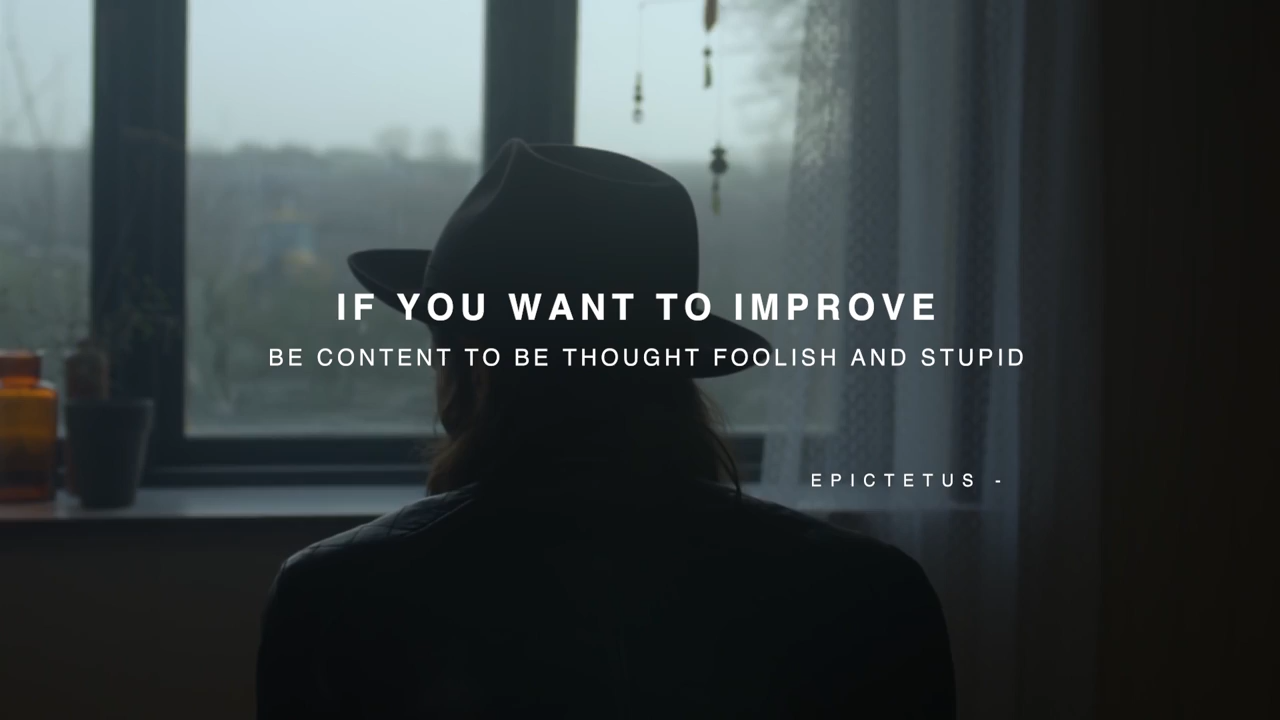 IF YOU WANT TO IMPROVE
BE CONTENT TO BE THOUGHT FOOLISH AND STUPID
EPICTETUS -